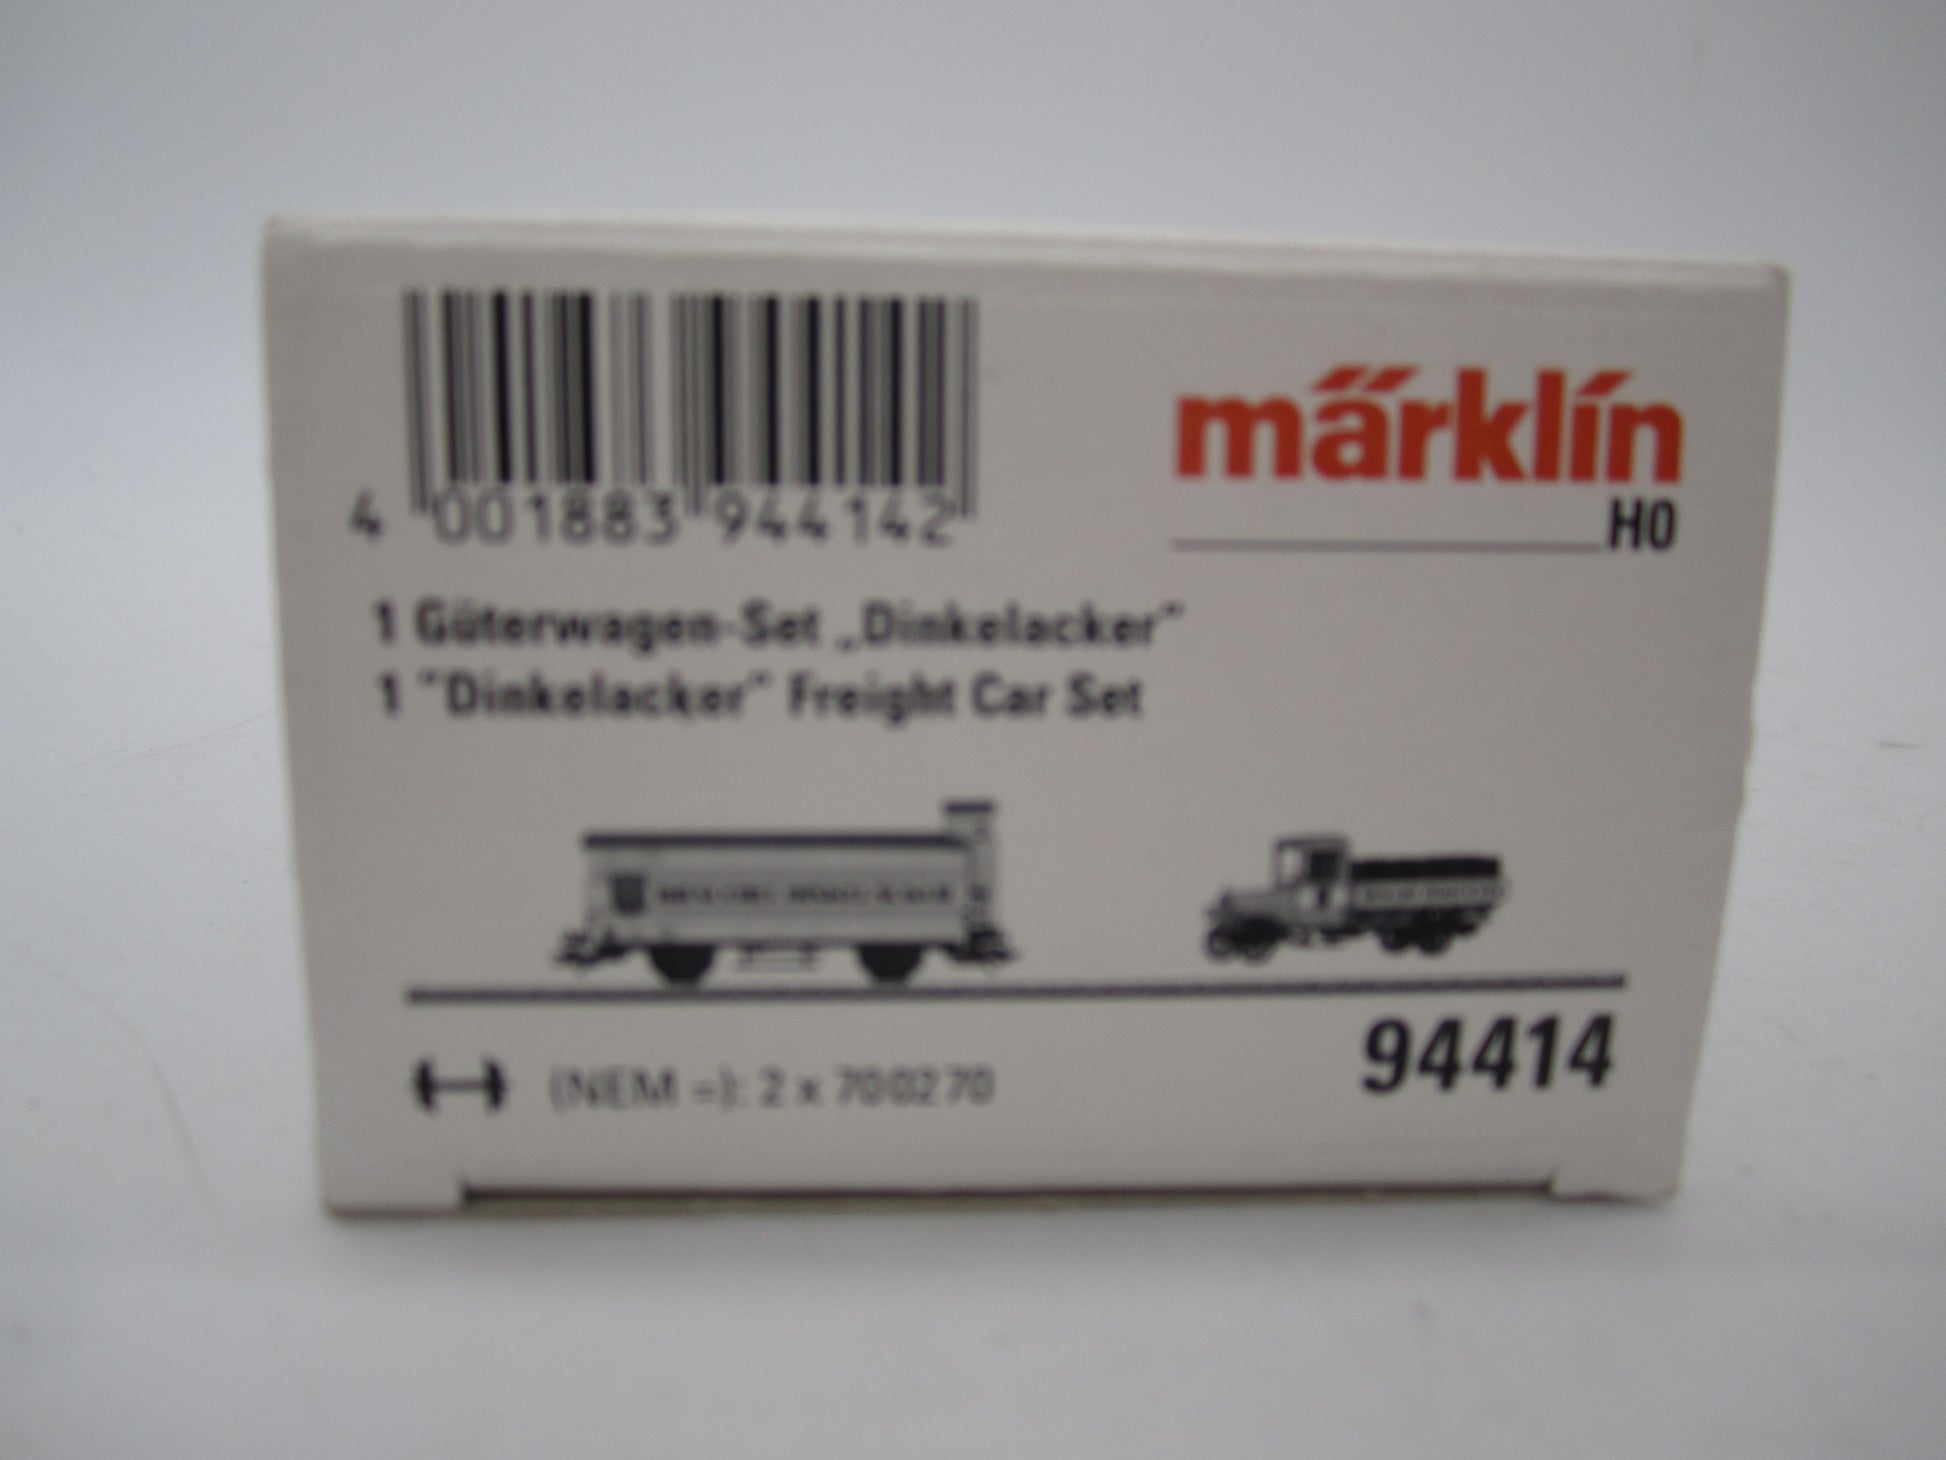 4 001883 944142
märklin
H0
1 Güterwagen-Set „Dinkelacker“
1 "Dinkelacker" Freight Car Set
94414
(NEM =): 2 x 700270